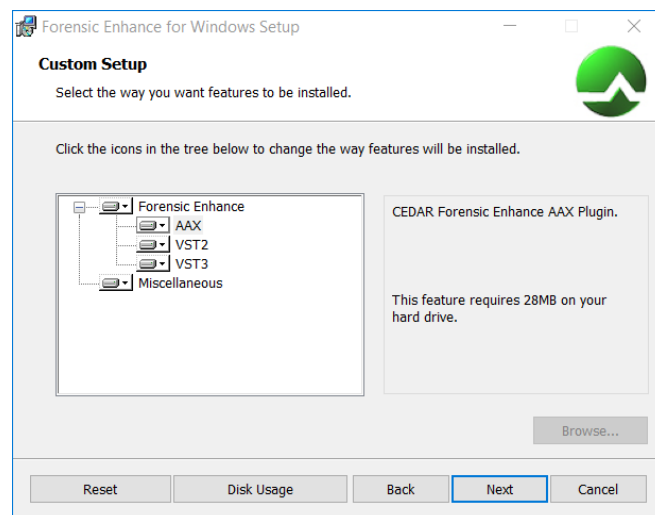 Forensic Enhance for Windows Setup
Custom Setup
Select the way you want features to be installed.
Click the icons in the tree below to change the way features will be installed.
Forensic Enhance
AAX
VST2
VST3
Miscellaneous
CEDAR Forensic Enhance AAX Plugin.
This feature requires 28MB on your
hard drive.
Browse...
Reset
Disk Usage
Back
Next
Cancel